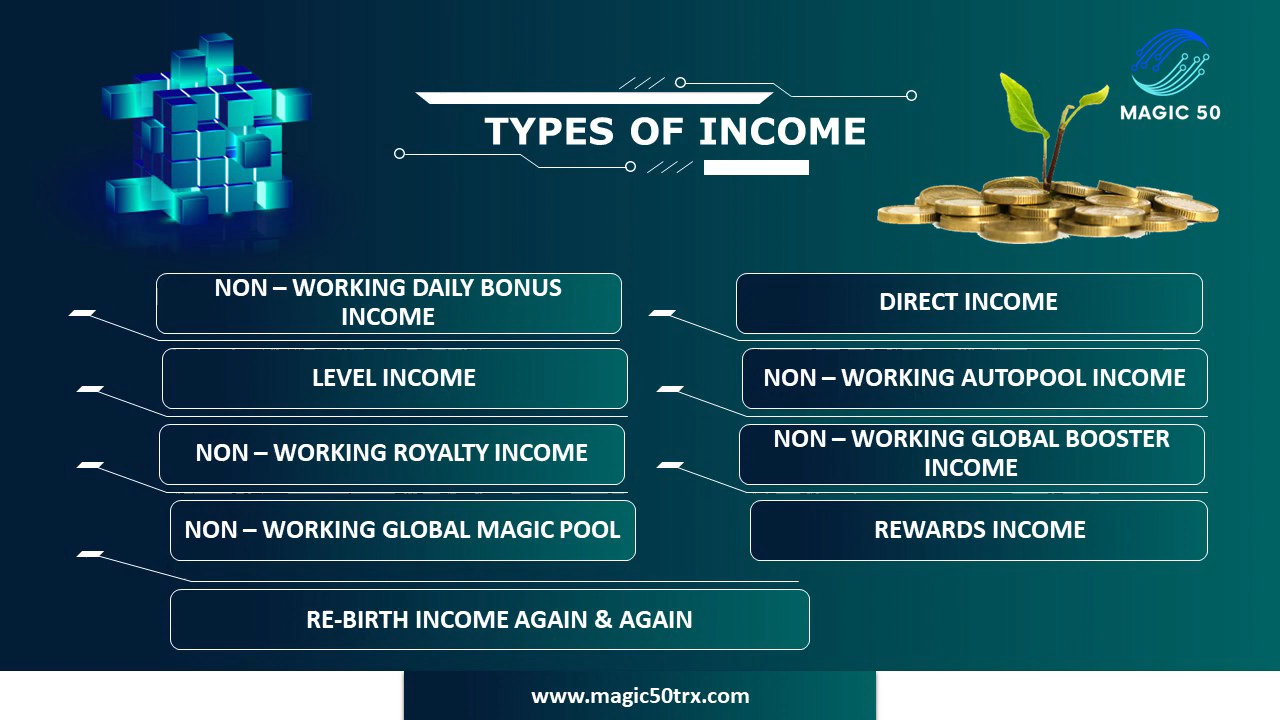 MAGIC 50
TYPES OF INCOME
NON – WORKING DAILY BONUS
INCOME
DIRECT INCOME
LEVEL INCOME
NON – WORKING AUTOPOOL INCOME
NON – WORKING ROYALTY INCOME
NON – WORKING GLOBAL BOOSTER
INCOME
NON – WORKING GLOBAL MAGIC POOL
REWARDS INCOME
RE-BIRTH INCOME AGAIN & AGAIN
www.magic50trx.com